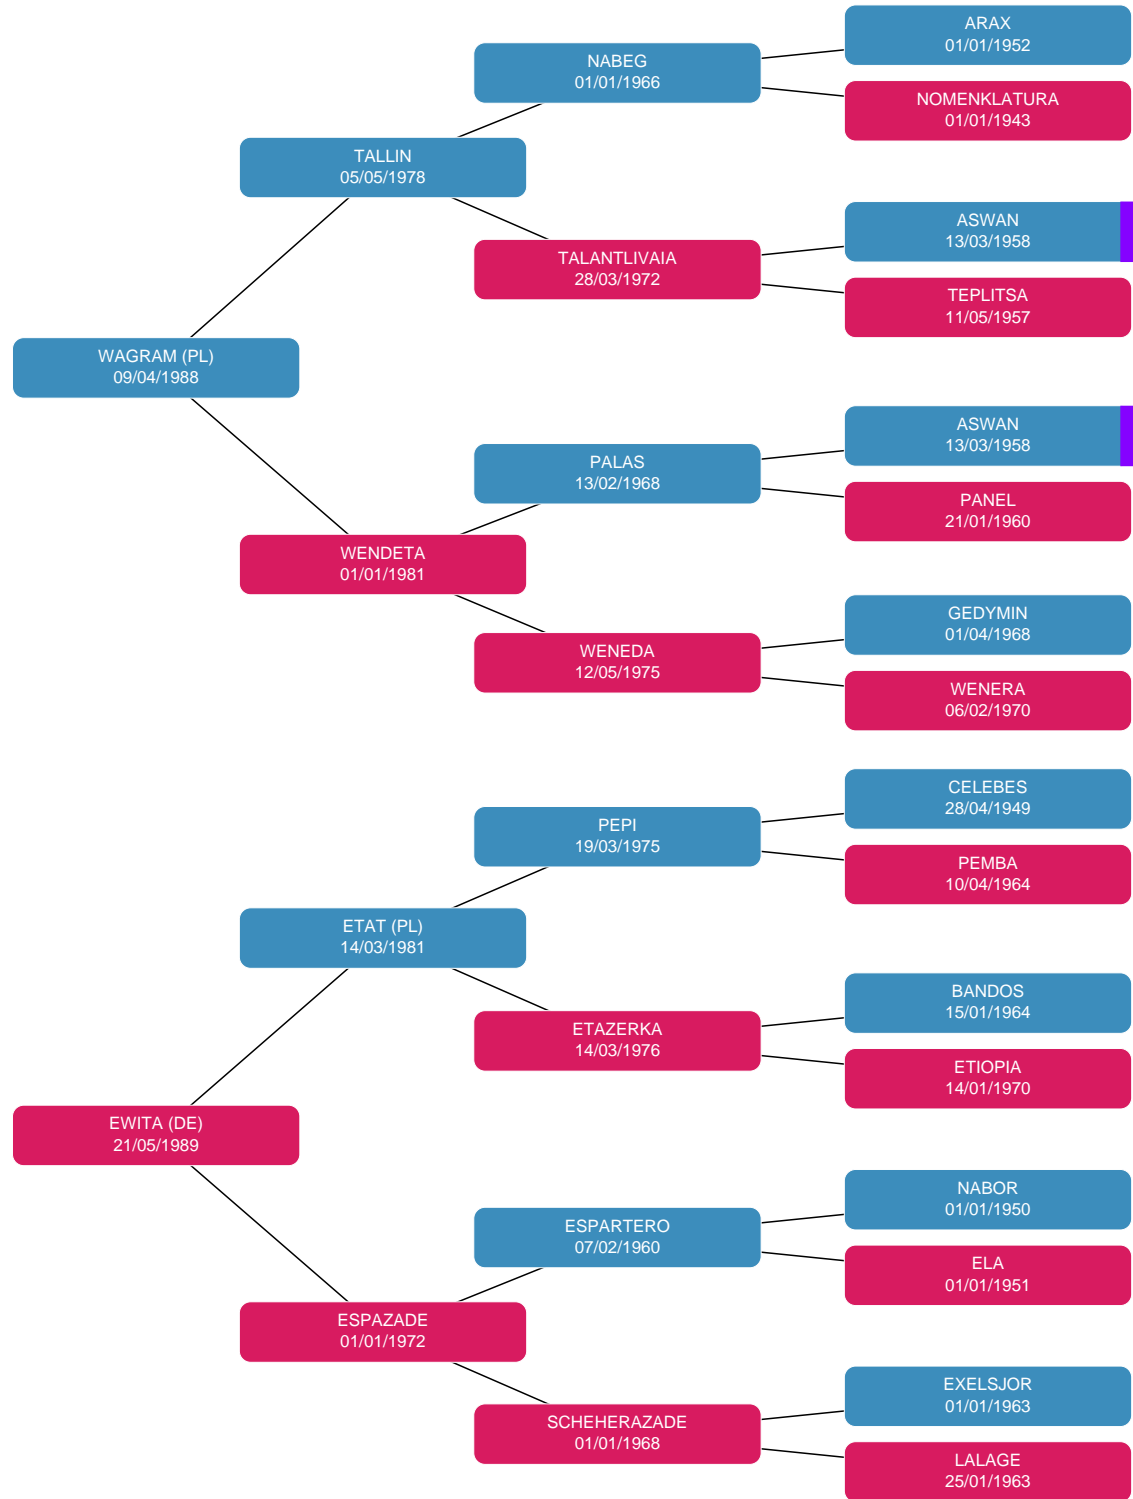 ARAX
01/01/1952
NABEG
01/01/1966
NOMENKLATURA
01/01/1943
TALLIN
05/05/1978
ASWAN
13/03/1958
TALANTLIVAIA
28/03/1972
TEPLITSA
11/05/1957
WAGRAM (PL)
09/04/1988
ASWAN
13/03/1958
PALAS
13/02/1968
PANEL
21/01/1960
WENDETA
01/01/1981
GEDYMIN
01/04/1968
WENEDA
12/05/1975
WENERA
06/02/1970
CELEBES
28/04/1949
PEPI
19/03/1975
PEMBA
10/04/1964
ETAT (PL)
14/03/1981
BANDOS
15/01/1964
ETAZERKA
14/03/1976
ETIOPIA
14/01/1970
EWITA (DE)
21/05/1989
NABOR
01/01/1950
ESPARTERO
07/02/1960
ELA
01/01/1951
ESPAZADE
01/01/1972
EXELSJOR
01/01/1963
SCHEHERAZADE
01/01/1968
LALAGE
25/01/1963